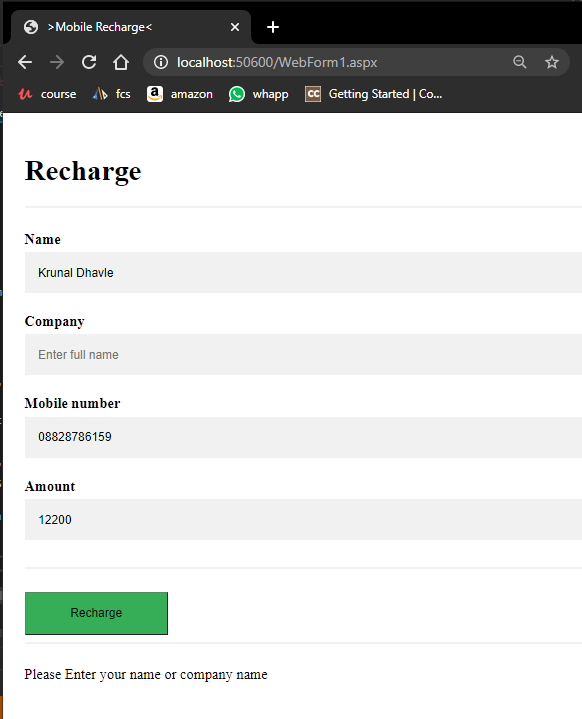 >Mobile Recharge<
localhost:50600/WebForm1.aspx
course fcs amazon whapp CC Getting Started | Co...
Recharge
Name
Krunal Dhavle
Company
Enter full name
Mobile number
08828786159
Amount
12200
Recharge
Please Enter your name or company name